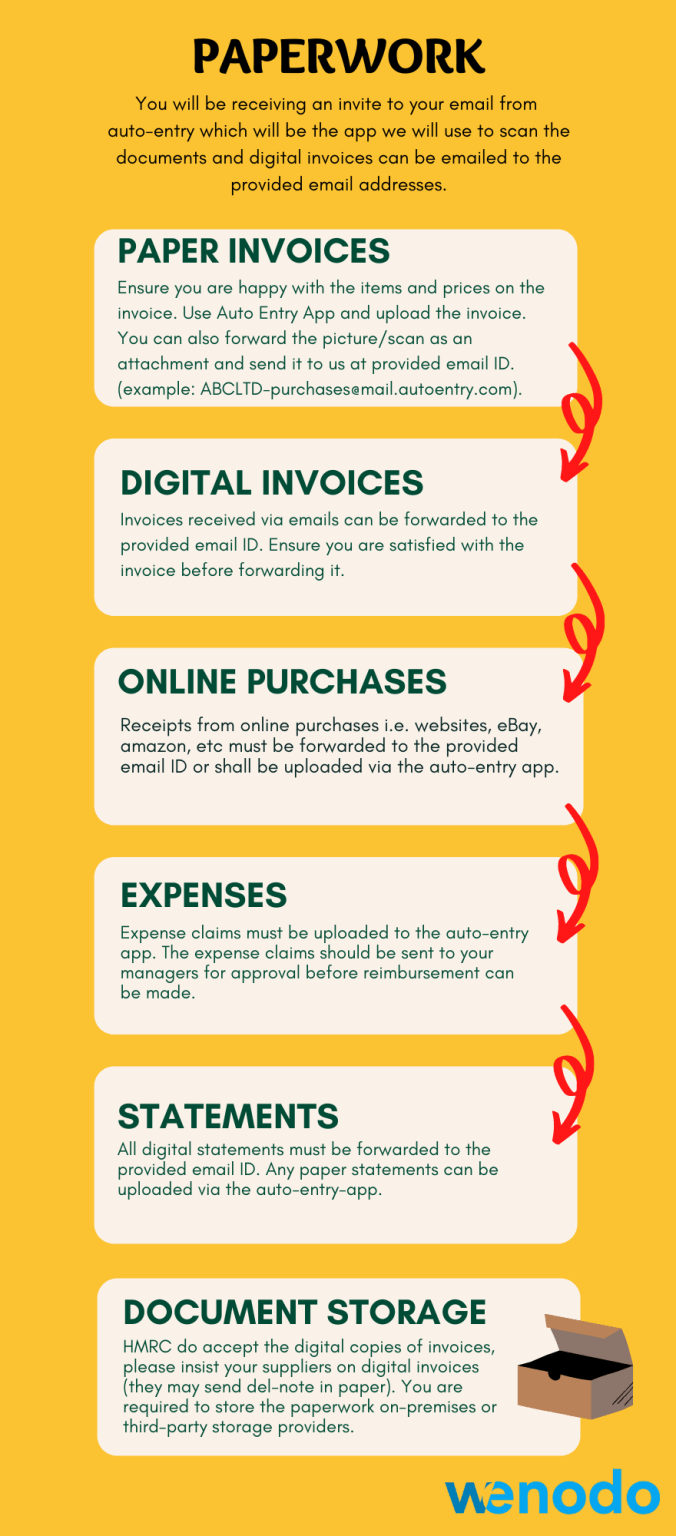 PAPERWORK
You will be receiving an invite to your email from
auto-entry which will be the app we will use to scan the
documents and digital invoices can be emailed to the
provided email addresses.
PAPER INVOICES
Ensure you are happy with the items and prices on the
invoice. Use Auto Entry App and upload the invoice.
You can also forward the picture/scan as an
attachment and send it to us at provided email ID.
(example: ABCLTD-purchases@mail.autoentry.com).
DIGITAL INVOICES
Invoices received via emails can be forwarded to the
provided email ID. Ensure you are satisfied with the
invoice before forwarding it.
ONLINE PURCHASES
Receipts from online purchases i.e. websites, eBay,
amazon, etc must be forwarded to the provided
email ID or shall be uploaded via the auto-entry app.
EXPENSES
Expense claims must be uploaded to the auto-entry
app. The expense claims should be sent to your
managers for approval before reimbursement can
be made.
STATEMENTS
All digital statements must be forwarded to the
provided email ID. Any paper statements can be
uploaded via the auto-entry-app.
DOCUMENT STORAGE
HMRC do accept the digital copies of invoices,
please insist your suppliers on digital invoices
(they may send del-note in paper). You are
required to store the paperwork on-premises or
third-party storage providers.
wenodo